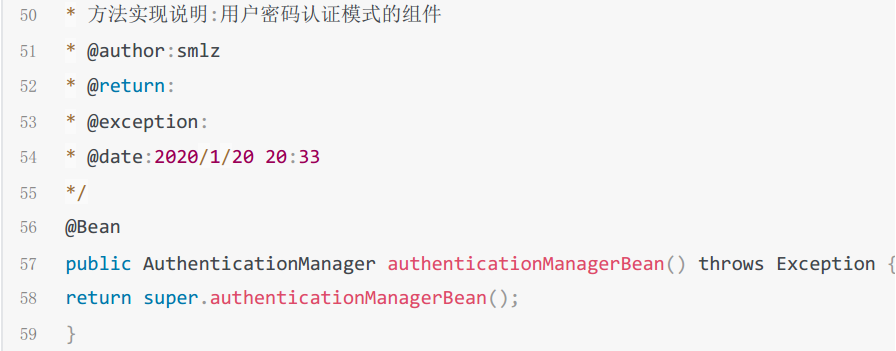 50 * 方法实现说明:用户密码认证模式的组件
51 * @author:smlz
52 * @return:
53 * @exception:
54 * @date:2020/1/20 20:33
55 */
56 @Bean
57 public AuthenticationManager authenticationManagerBean() throws Exception {
58 return super.authenticationManagerBean();
59 }